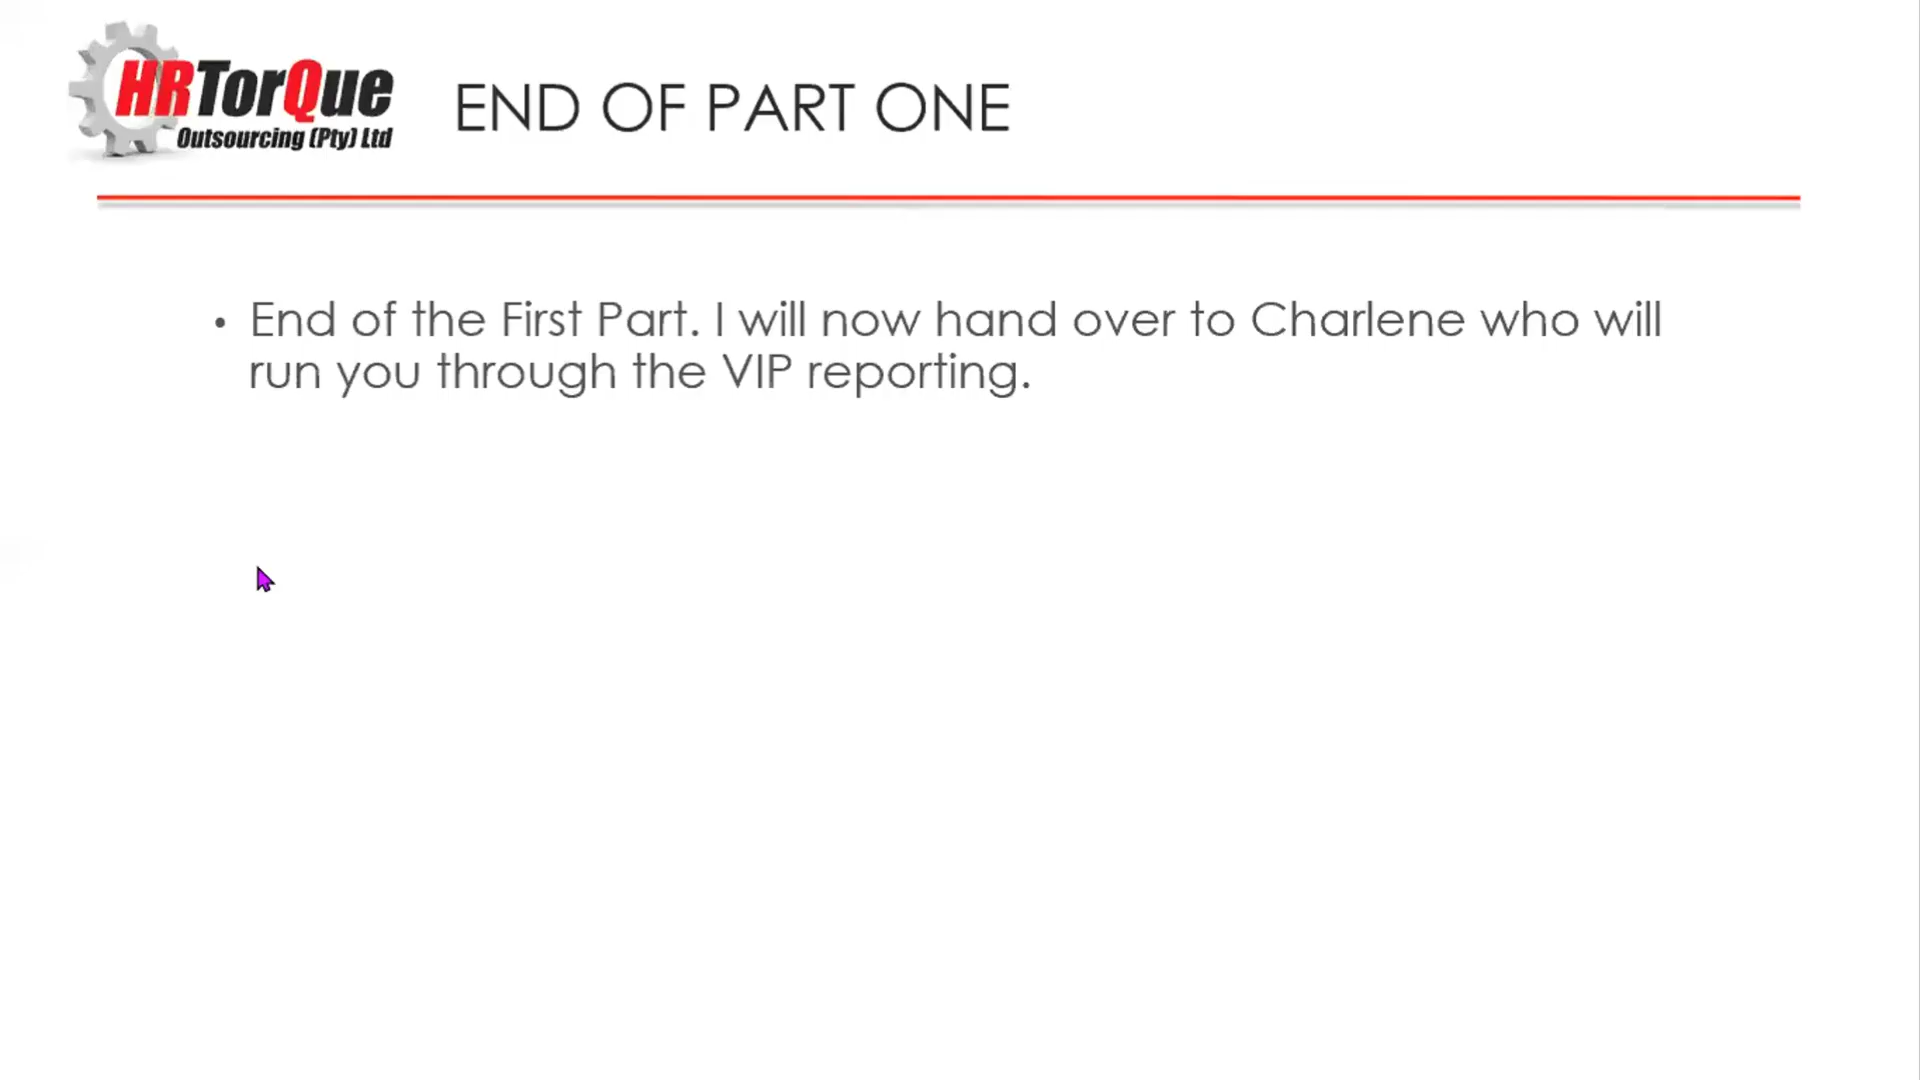 HRTorQue
Outsourcing (Pty) Ltd
END OF PART ONE
• End of the First Part. I will now hand over to Charlene who will
run you through the VIP reporting.